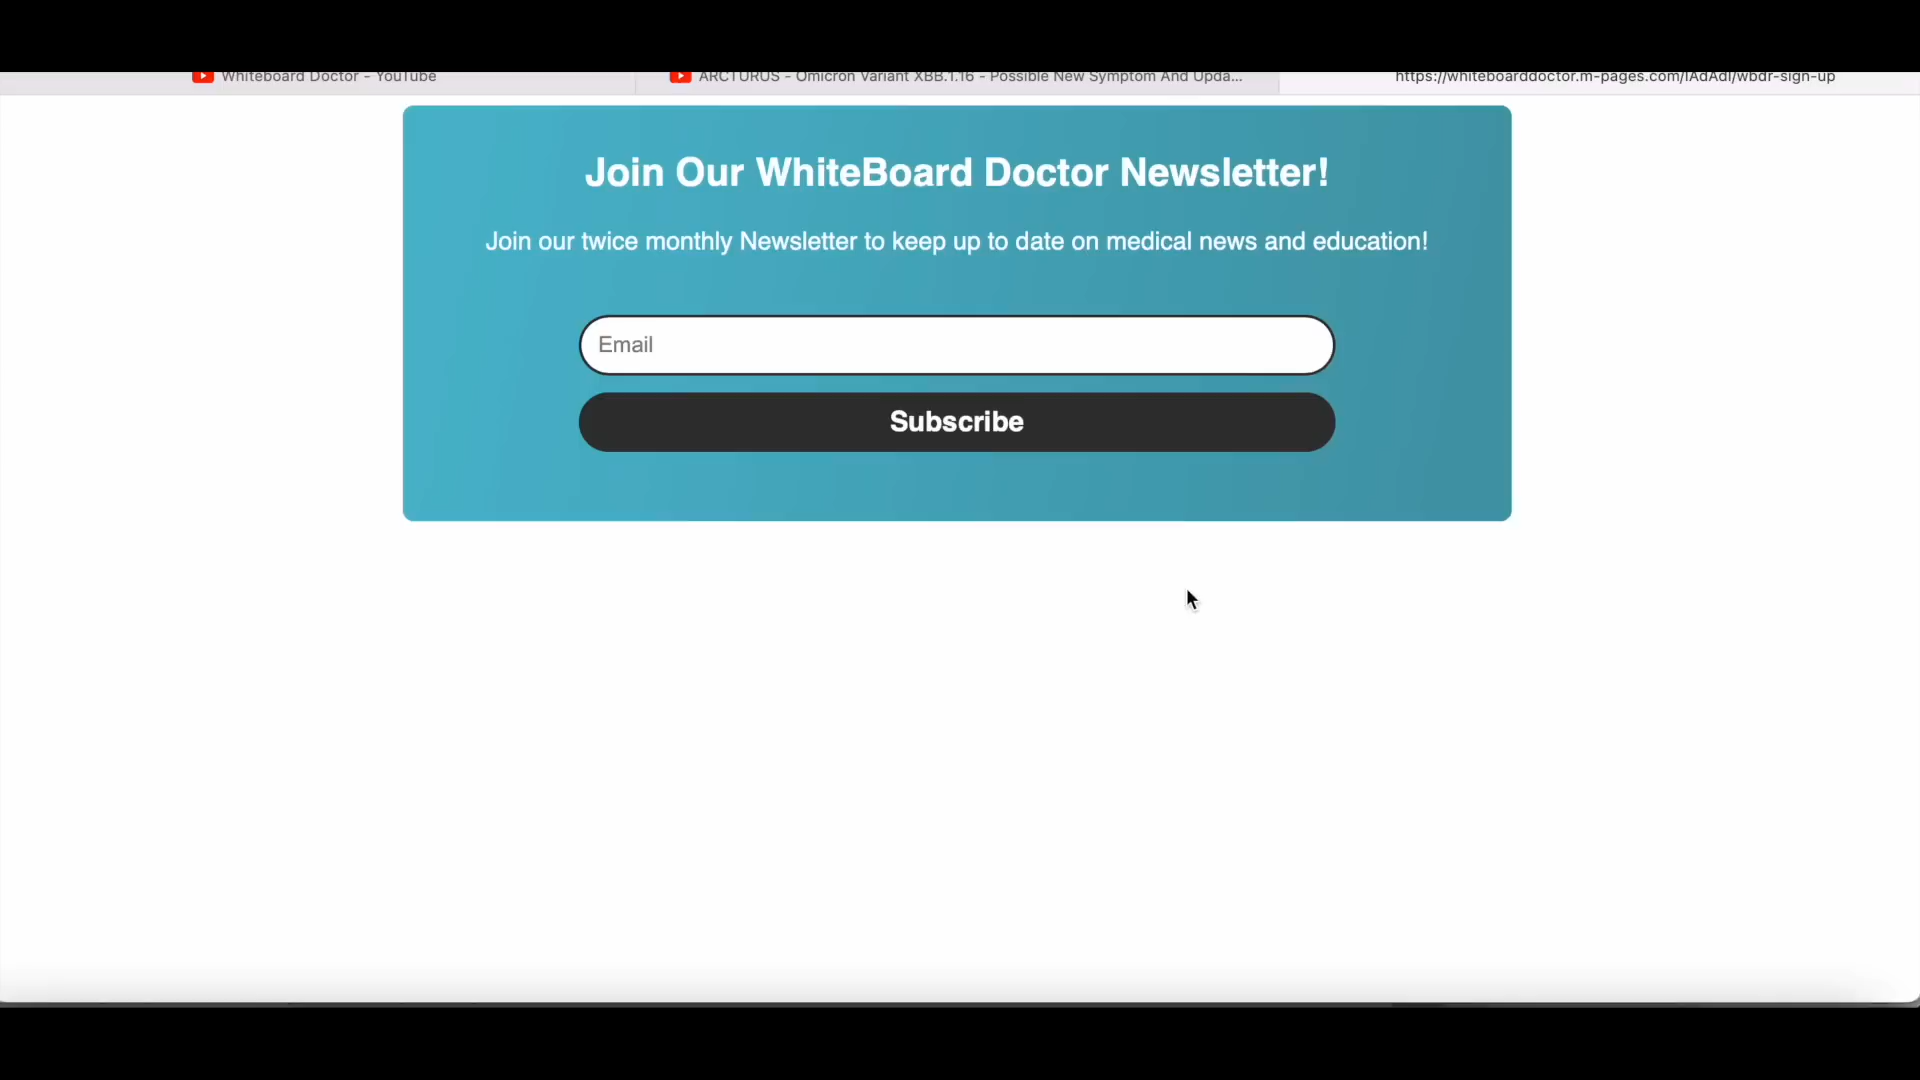 Whiteboard Doctor - YouTube
ARCTURUS - Omicron Variant XBB.1.16 - Possible New Symptom And Upda...
https://whiteboarddoctor.m-pages.com/IAdAdI/wbdr-sign-up
Join Our WhiteBoard Doctor Newsletter!
Join our twice monthly Newsletter to keep up to date on medical news and education!
Email
Subscribe